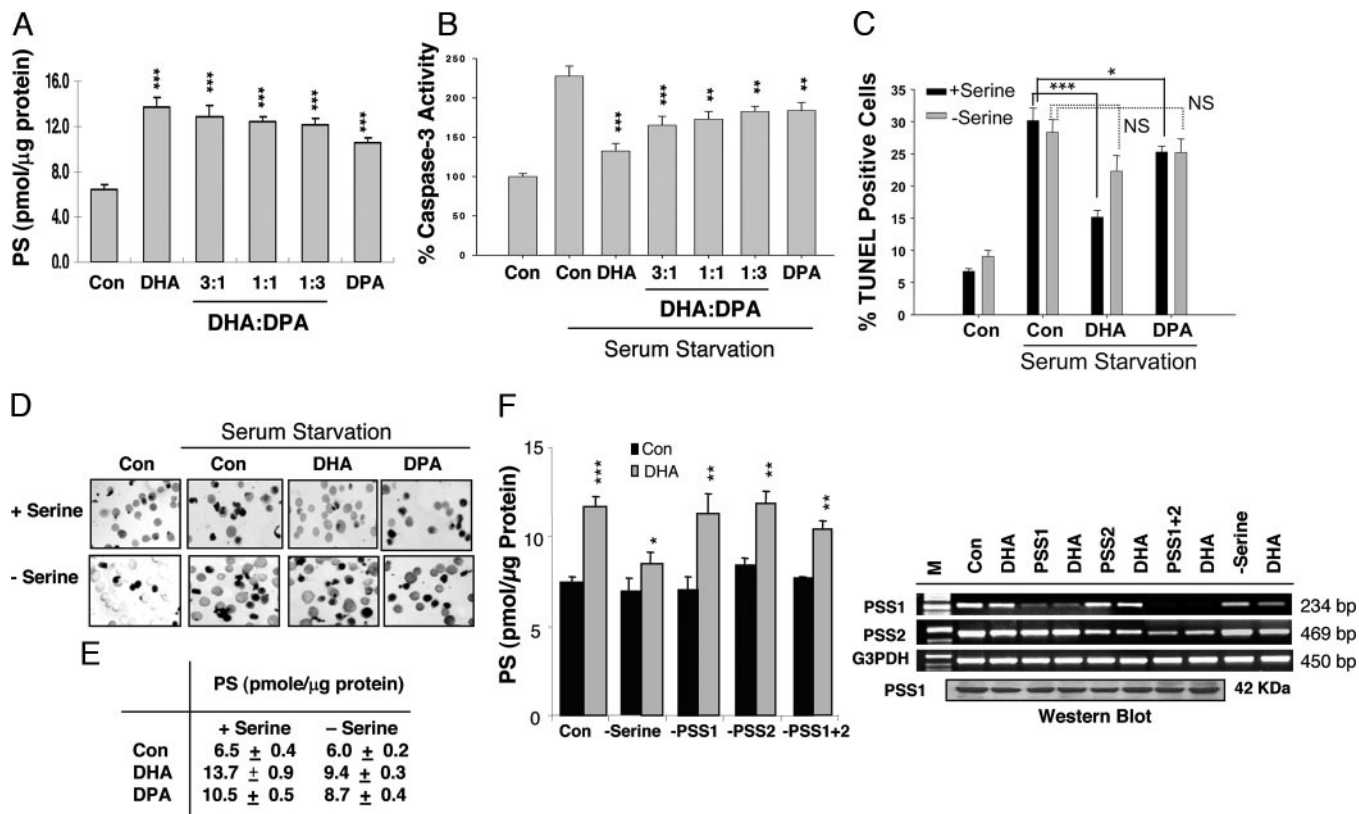 A
PS (pmol/µg protein)
16.0
12.0
8.0
4.0
0.0
***
***
***
***
***
Con DHA 3:1 1:1 1:3 DPA
DHA:DPA
B
% Caspase-3 Activity
250
200
150
100
50
0
***
***
**
**
**
Con Con DHA 3:1 1:1 1:3 DPA
DHA:DPA
Serum Starvation
C
% TUNEL Positive Cells
35
30
25
20
15
10
5
0
+Serine
-Serine
*
***
NS
NS
Con Con DHA DPA
Serum Starvation
D
Serum Starvation
Con Con DHA DPA
+ Serine
- Serine
E
PS (pmole/µg protein)
+ Serine – Serine
Con 6.5 ± 0.4 6.0 ± 0.2
DHA 13.7 ± 0.9 9.4 ± 0.3
DPA 10.5 ± 0.5 8.7 ± 0.4
F
PS (pmol/µg Protein)
15
10
5
0
Con
DHA
***
*
**
**
**
Con -Serine -PSS1 -PSS2 -PSS1+2
M Con DHA PSS1 DHA PSS2 DHA PSS1+2 DHA -Serine DHA
PSS1 234 bp
PSS2 469 bp
G3PDH 450 bp
PSS1 42 KDa
Western Blot